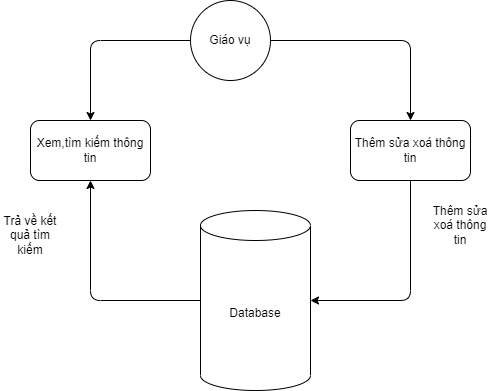 Giáo vụ
Xem,tìm kiếm thông
tin
Thêm sửa xoá thông
tin
Trả về kết
quả tìm
kiếm
Thêm sửa
xoá thông
tin
Database